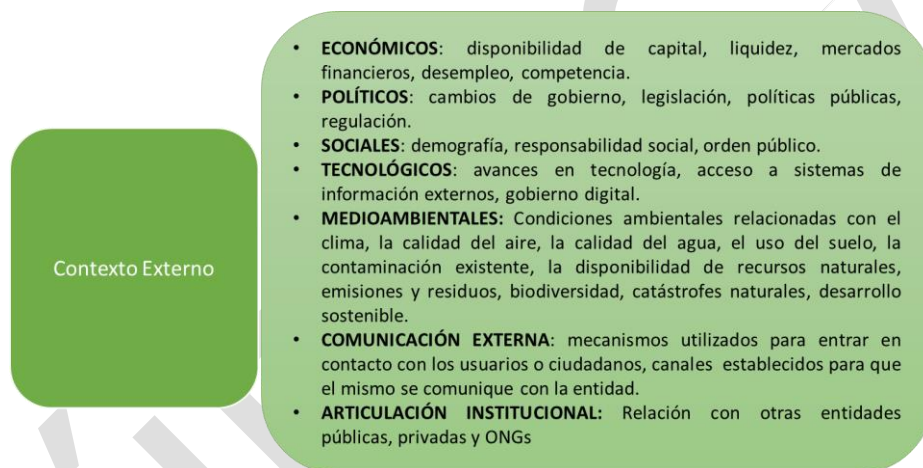 Contexto Externo
• ECONÓMICOS: disponibilidad de capital, liquidez, mercados
financieros, desempleo, competencia.
• POLÍTICOS: cambios de gobierno, legislación, políticas públicas,
regulación.
• SOCIALES: demografía, responsabilidad social, orden público.
• TECNOLÓGICOS: avances en tecnología, acceso a sistemas de
información externos, gobierno digital.
• MEDIOAMBIENTALES: Condiciones ambientales relacionadas con el
clima, la calidad del aire, la calidad del agua, el uso del suelo, la
contaminación existente, la disponibilidad de recursos naturales,
emisiones y residuos, biodiversidad, catástrofes naturales, desarrollo
sostenible.
• COMUNICACIÓN EXTERNA: mecanismos utilizados para entrar en
contacto con los usuarios o ciudadanos, canales establecidos para que
el mismo se comunique con la entidad.
• ARTICULACIÓN INSTITUCIONAL: Relación con otras entidades
públicas, privadas y ONGs